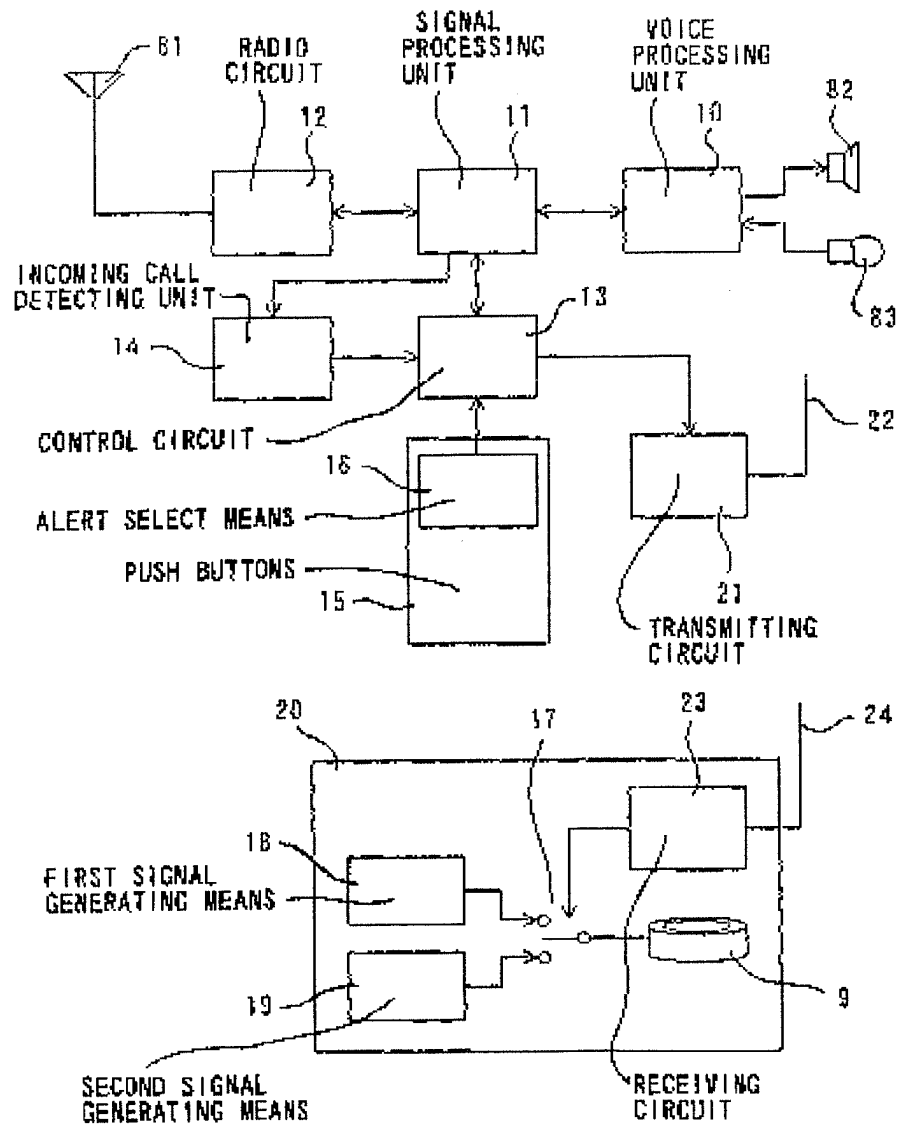 81
RADIO
CIRCUIT
SIGNAL
PROCESSING
UNIT
VOICE
PROCESSING
UNIT
82
12
11
10
INCOMING CALL
DETECTING UNIT
83
14
13
CONTROL CIRCUIT
22
16
ALERT SELECT MEANS
PUSH BUTTONS
15
21
TRANSMITTING
CIRCUIT
20
17
23
24
18
FIRST SIGNAL
GENERATING MEANS
19
9
SECOND SIGNAL
GENERATING MEANS
RECEIVING
CIRCUIT